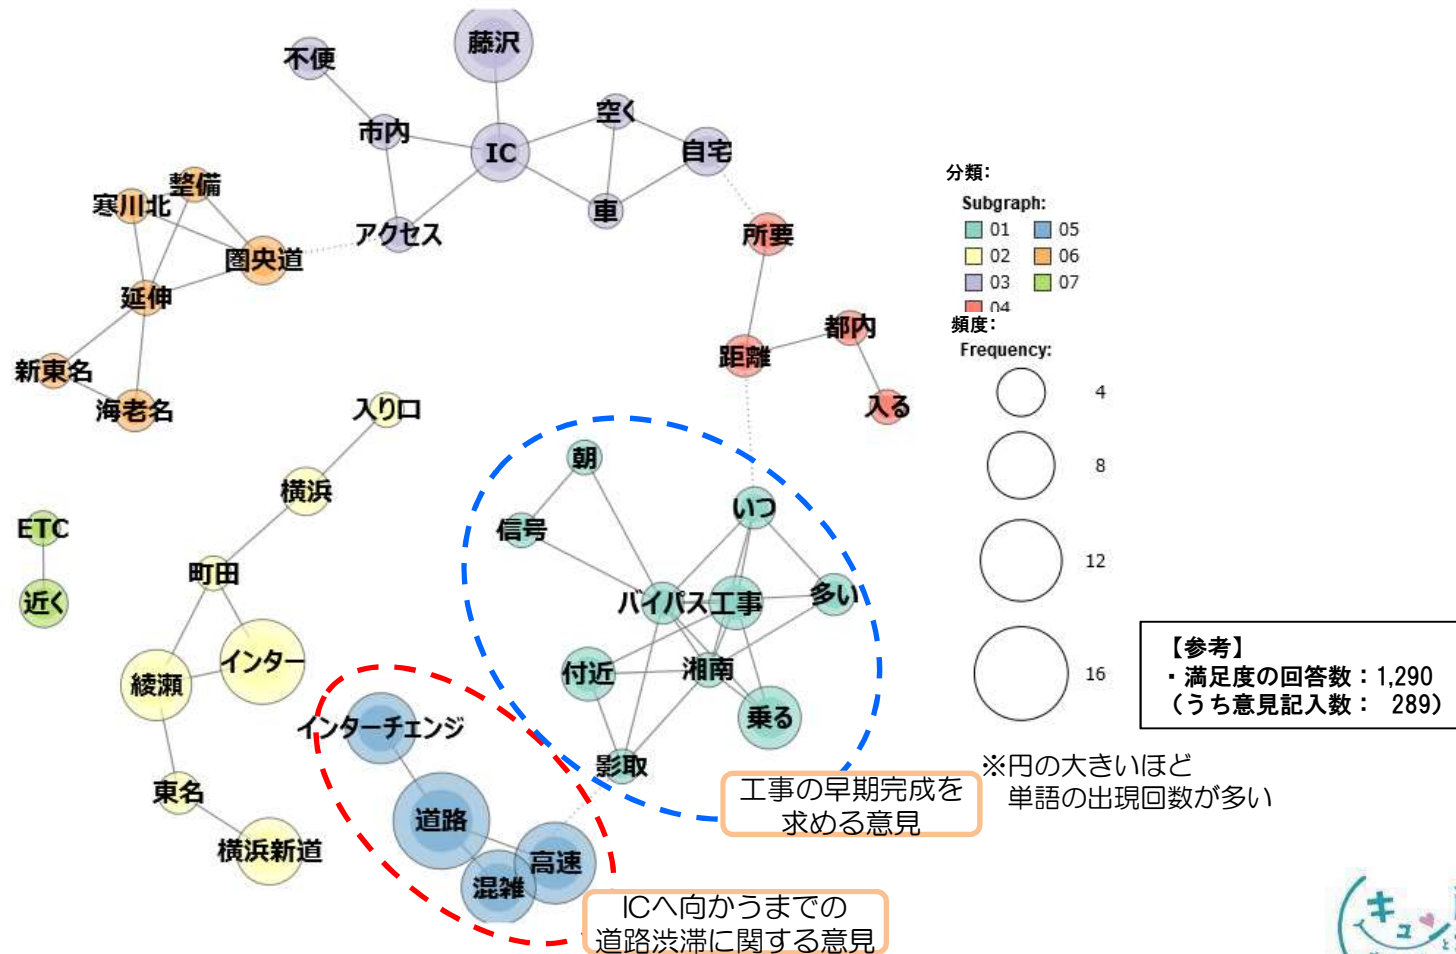 藤沢
不便
空く
市内
IC
自宅
車
アクセス
整備
寒川北
圏央道
延伸
新東名
海老名
所要
都内
距離
入る
分類:
Subgraph:
01
05
02
06
03
07
04
頻度:
Frequency:
4
8
12
16
入り口
横浜
町田
インター
綾瀬
東名
横浜新道
ETC
近く
朝
信号
いつ
バイパス
工事
多い
付近
湘南
乗る
影取
インターチェンジ
道路
高速
混雑
工事の早期完成を
求める意見
ICへ向かうまでの
道路渋滞に関する意見
【参考】
・満足度の回答数：1,290
（うち意見記入数： 289）
※円の大きいほど
単語の出現回数が多い
キュン